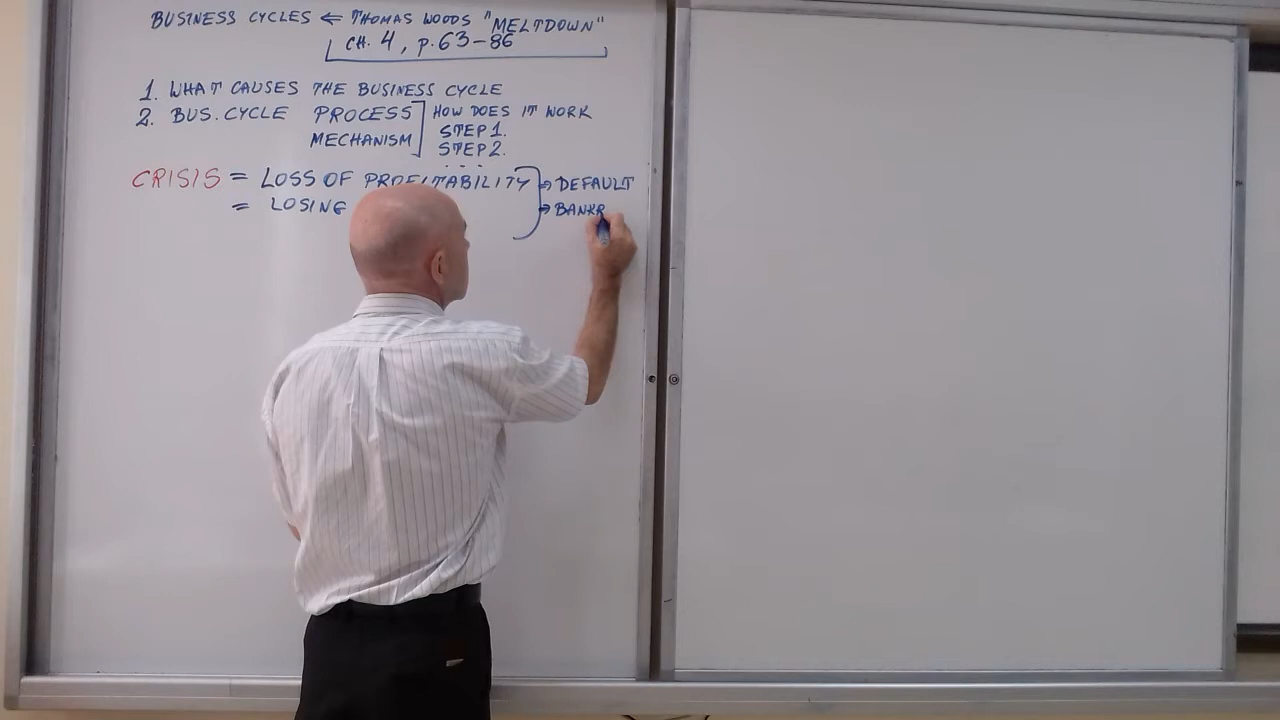 BUSINESS CYCLES ⇐ THOMAS WOODS "MELTDOWN"
CH. 4, P. 63-86
1. WHAT CAUSES THE BUSINESS CYCLE
2. BUS. CYCLE PROCESS HOW DOES IT WORK
MECHANISM STEP 1.
STEP 2.
...
CRISIS = LOSS OF PROFITABILITY → DEFAULT
= LOSING → BANKR